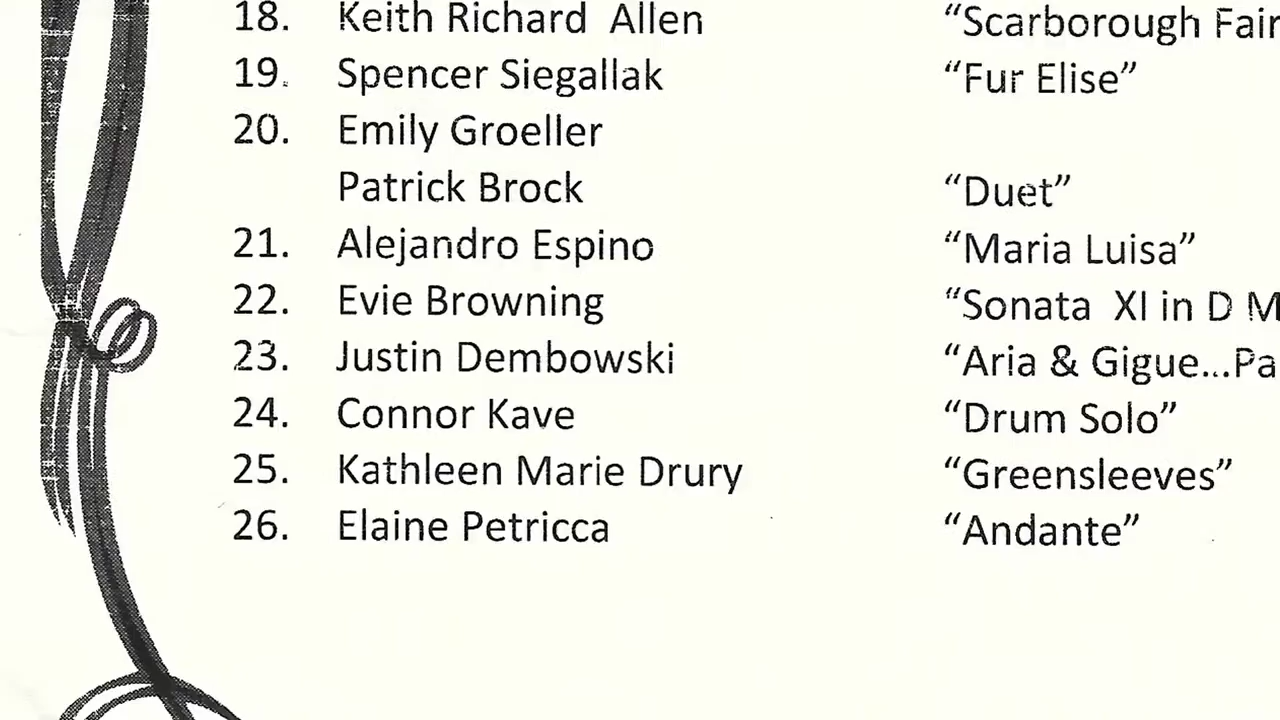 18. Keith Richard Allen “Scarborough Fair
19. Spencer Siegallak “Fur Elise”
20. Emily Groeller
Patrick Brock “Duet”
21. Alejandro Espino “Maria Luisa”
22. Evie Browning “Sonata XI in D M
23. Justin Dembowski “Aria & Gigue...Pa
24. Connor Kave “Drum Solo”
25. Kathleen Marie Drury “Greensleeves”
26. Elaine Petricca “Andante”